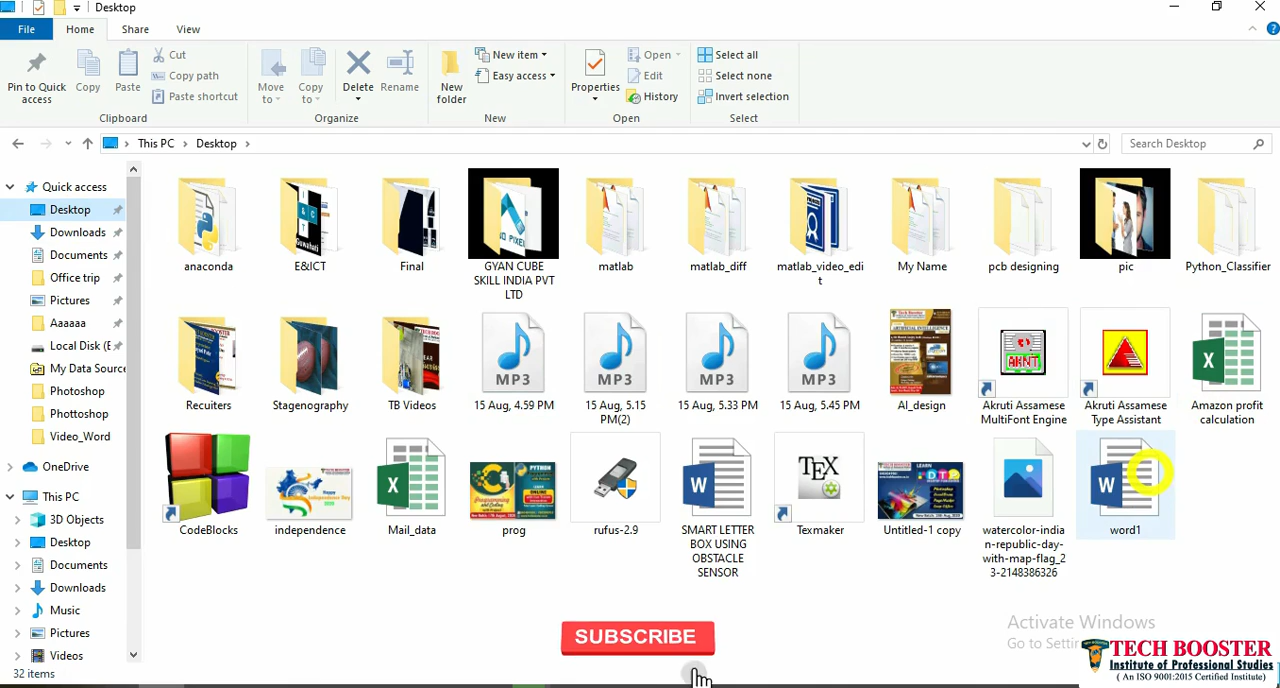 Desktop
File Home Share View
Pin to Quick access
Copy
Paste
Cut
Copy path
Paste shortcut
Clipboard
Move to
Copy to
Delete
Rename
Organize
New folder
New item
Easy access
New
Properties
Open
Edit
History
Open
Select all
Select none
Invert selection
Select
This PC > Desktop >
Search Desktop
Quick access
Desktop
Downloads
Documents
Office trip
Pictures
Aaaaaa
Local Disk (E
My Data Source
Photoshop
Phottoshop
Video_Word
OneDrive
This PC
3D Objects
Desktop
Documents
Downloads
Music
Pictures
Videos
anaconda
E&ICT
E & I C T
Guwahati
Final
GYAN CUBE
SKILL INDIA PVT
LTD
matlab
matlab_diff
matlab_video_edi
t
My Name
pcb designing
pic
Python_Classifier
Recuiters
Stagenography
TB Videos
MP3
15 Aug, 4.59 PM
MP3
15 Aug, 5.15
PM(2)
MP3
15 Aug, 5.33 PM
MP3
15 Aug, 5.45 PM
AI_design
Akruti Assamese
MultiFont Engine
Akruti Assamese
Type Assistant
X
Amazon profit
calculation
CodeBlocks
independence
X
Mail_data
prog
rufus-2.9
W
SMART LETTER
BOX USING
OBSTACLE
SENSOR
TEX
Texmaker
Untitled-1 copy
watercolor-india
n-republic-day-
with-map-flag_2
3-2148386326
W
word1
SUBSCRIBE
Activate Windows
Go to Settin
TECH BOOSTER
Institute of Professional Studies
( An ISO 9001:2015 Certified Institute)
32 items